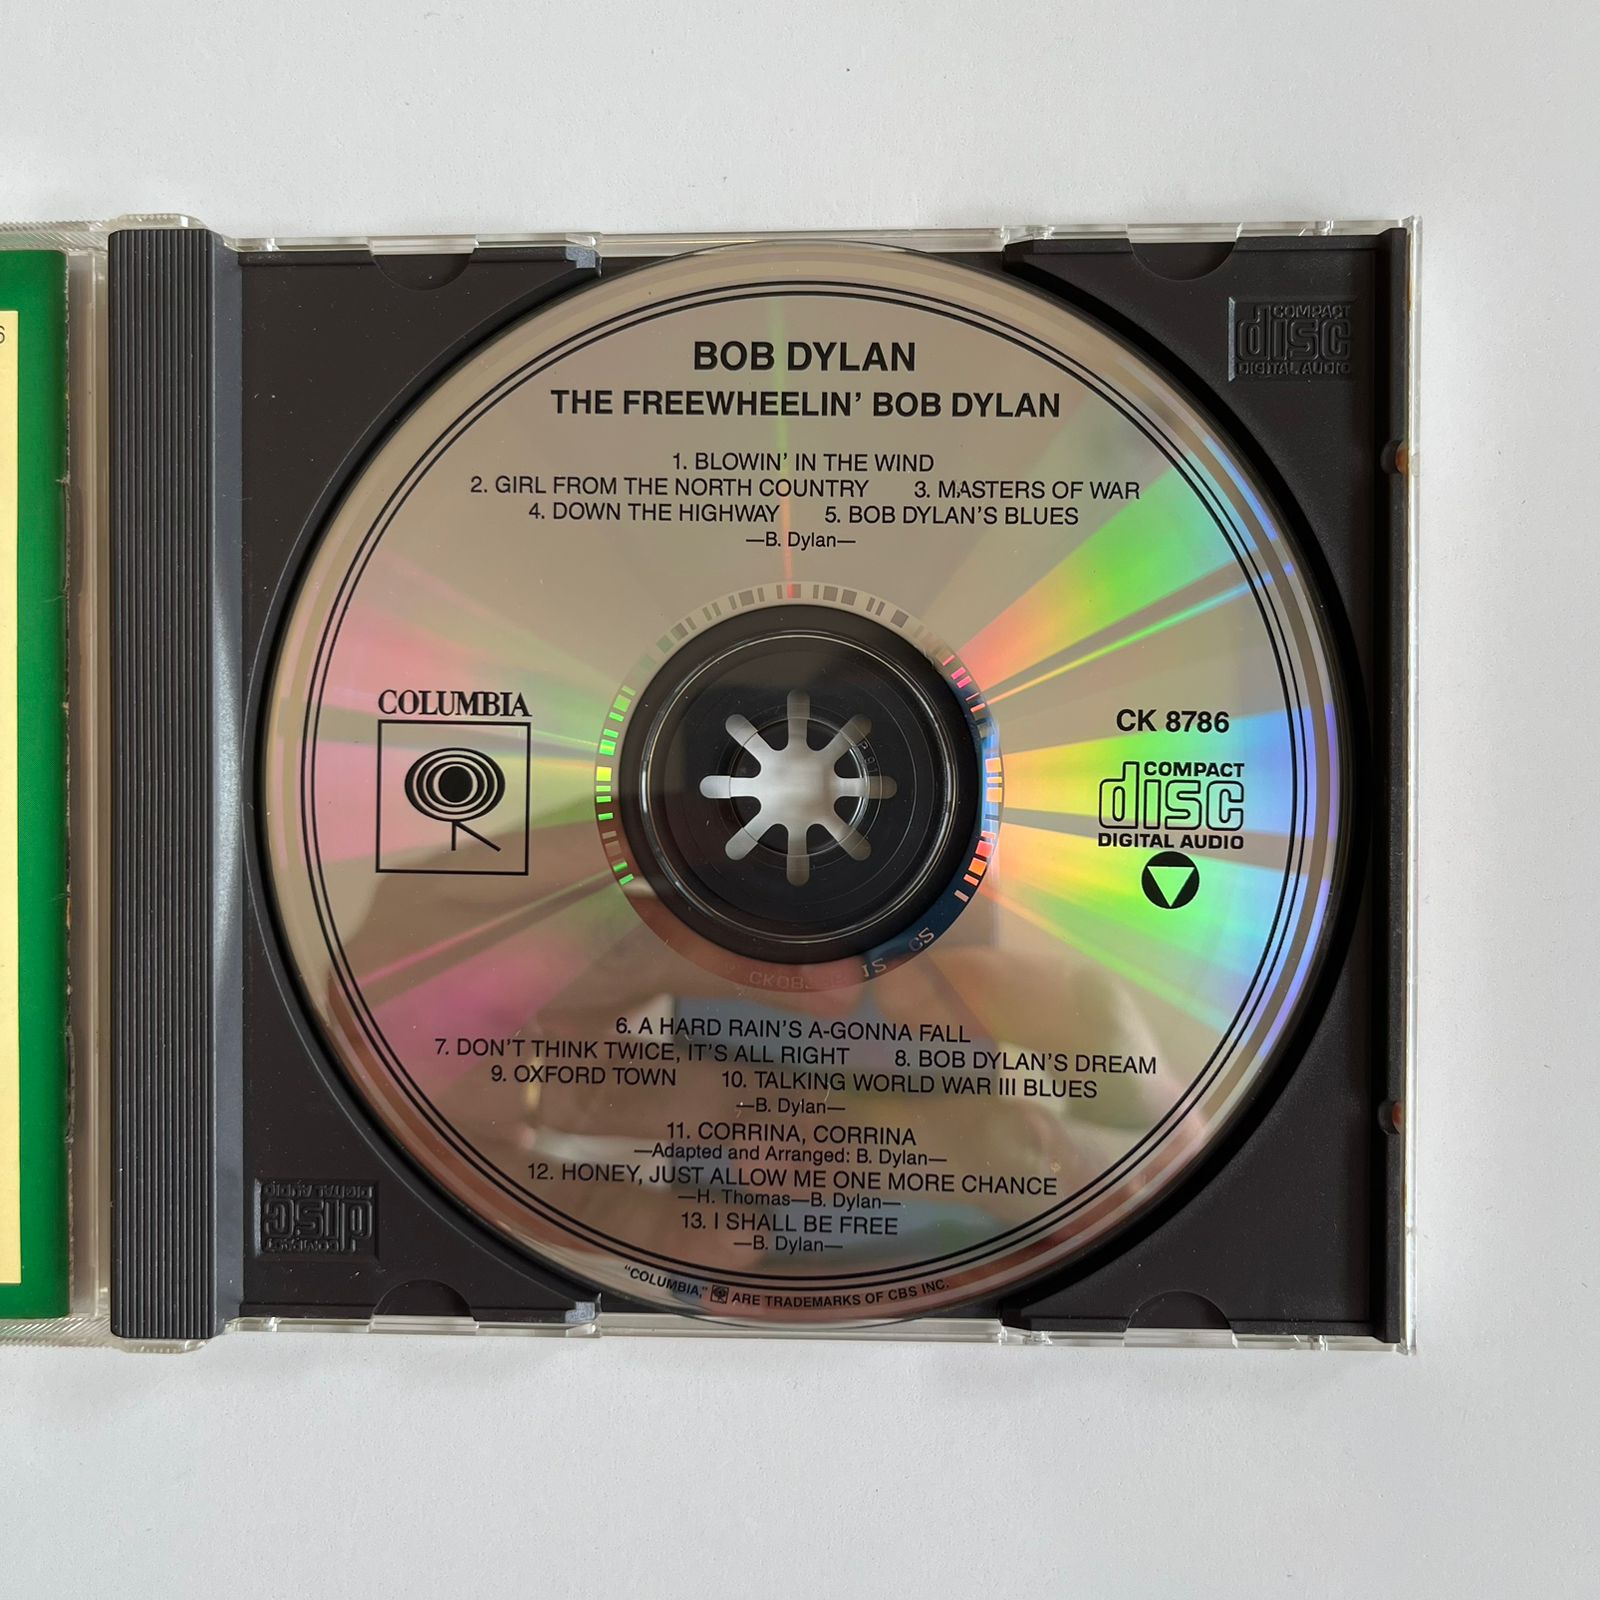 BOB DYLAN
THE FREEWHEELIN' BOB DYLAN
1. BLOWIN' IN THE WIND
2. GIRL FROM THE NORTH COUNTRY 3. MASTERS OF WAR
4. DOWN THE HIGHWAY 5. BOB DYLAN'S BLUES
—B. Dylan—
COLUMBIA
CK 8786
COMPACT
disc
DIGITAL AUDIO
6. A HARD RAIN'S A-GONNA FALL
7. DON'T THINK TWICE, IT'S ALL RIGHT 8. BOB DYLAN'S DREAM
9. OXFORD TOWN 10. TALKING WORLD WAR III BLUES
—B. Dylan—
11. CORRINA, CORRINA
—Adapted and Arranged: B. Dylan—
12. HONEY, JUST ALLOW ME ONE MORE CHANCE
—H. Thomas—B. Dylan—
13. I SHALL BE FREE
—B. Dylan—
"COLUMBIA," ARE TRADEMARKS OF CBS INC.
COMPACT
disc
DIGITAL AUDIO
COMPACT
disc
DIGITAL AUDIO
6